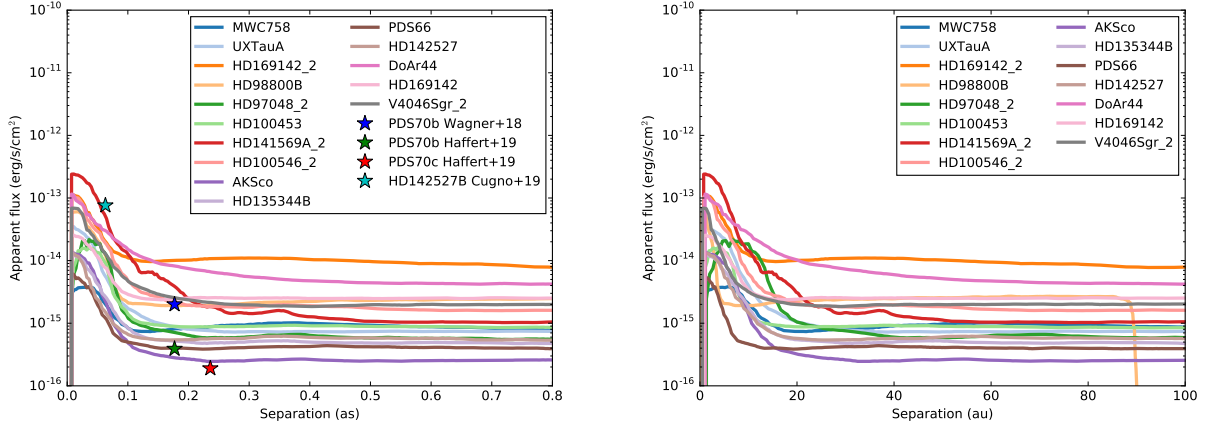 10⁻¹⁰
10⁻¹¹
10⁻¹²
10⁻¹³
10⁻¹⁴
10⁻¹⁵
10⁻¹⁶
Apparent flux (erg/s/cm²)
MWC758
UXTauA
HD169142_2
HD98800B
HD97048_2
HD100453
HD141569A_2
HD100546_2
AKSco
HD135344B
PDS66
HD142527
DoAr44
HD169142
V4046Sgr_2
PDS70b Wagner+18
PDS70b Haffert+19
PDS70c Haffert+19
HD142527B Cugno+19
0.0 0.1 0.2 0.3 0.4 0.5 0.6 0.7 0.8
Separation (as)
10⁻¹⁰
10⁻¹¹
10⁻¹²
10⁻¹³
10⁻¹⁴
10⁻¹⁵
10⁻¹⁶
Apparent flux (erg/s/cm²)
MWC758
UXTauA
HD169142_2
HD98800B
HD97048_2
HD100453
HD141569A_2
HD100546_2
AKSco
HD135344B
PDS66
HD142527
DoAr44
HD169142
V4046Sgr_2
0 20 40 60 80 100
Separation (au)